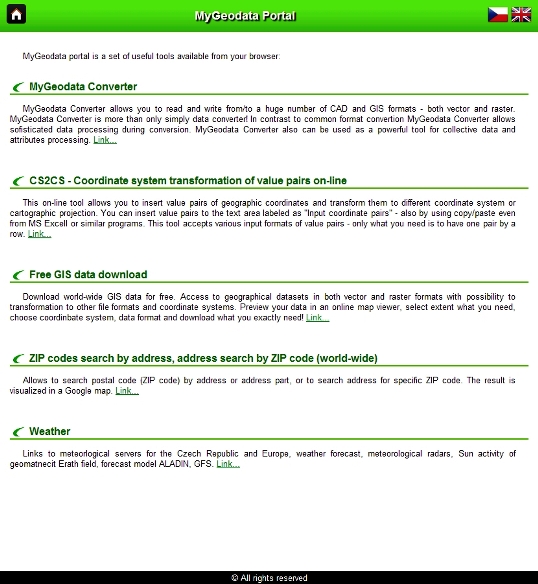 MyGeodata Portal
MyGeodata portal is a set of useful tools available from your browser:
MyGeodata Converter
MyGeodata Converter allows you to read and write from/to a huge number of CAD and GIS formats - both vector and raster.
MyGeodata Converter is more than only simply data converter! In contrast to common format convertion MyGeodata Converter allows
sofisticated data processing during conversion. MyGeodata Converter also can be used as a powerful tool for collective data and
attributes processing. Link...
CS2CS - Coordinate system transformation of value pairs on-line
This on-line tool allows you to insert value pairs of geographic coordinates and transform them to different coordinate system or
cartographic projection. You can insert value pairs to the text area labeled as "Input coordinate pairs" - also by using copy/paste even
from MS Excell or similar programs. This tool accepts various input formats of value pairs - only what you need is to have one pair by a
row. Link...
Free GIS data download
Download world-wide GIS data for free. Access to geographical datasets in both vector and raster formats with possibility to
transformation to other file formats and coordinate systems. Preview your data in an online map viewer, select extent what you need,
choose coordinbate system, data format and download what you exactly need! Link...
ZIP codes search by address, address search by ZIP code (world-wide)
Allows to search postal code (ZIP code) by address or address part, or to search address for specific ZIP code. The result is
visualized in a Google map. Link...
Weather
Links to meteorlogical servers for the Czech Republic and Europe, weather forecast, meteorological radars, Sun activity of
geomatnecit Erath field, forecast model ALADIN, GFS. Link...
© All rights reserved